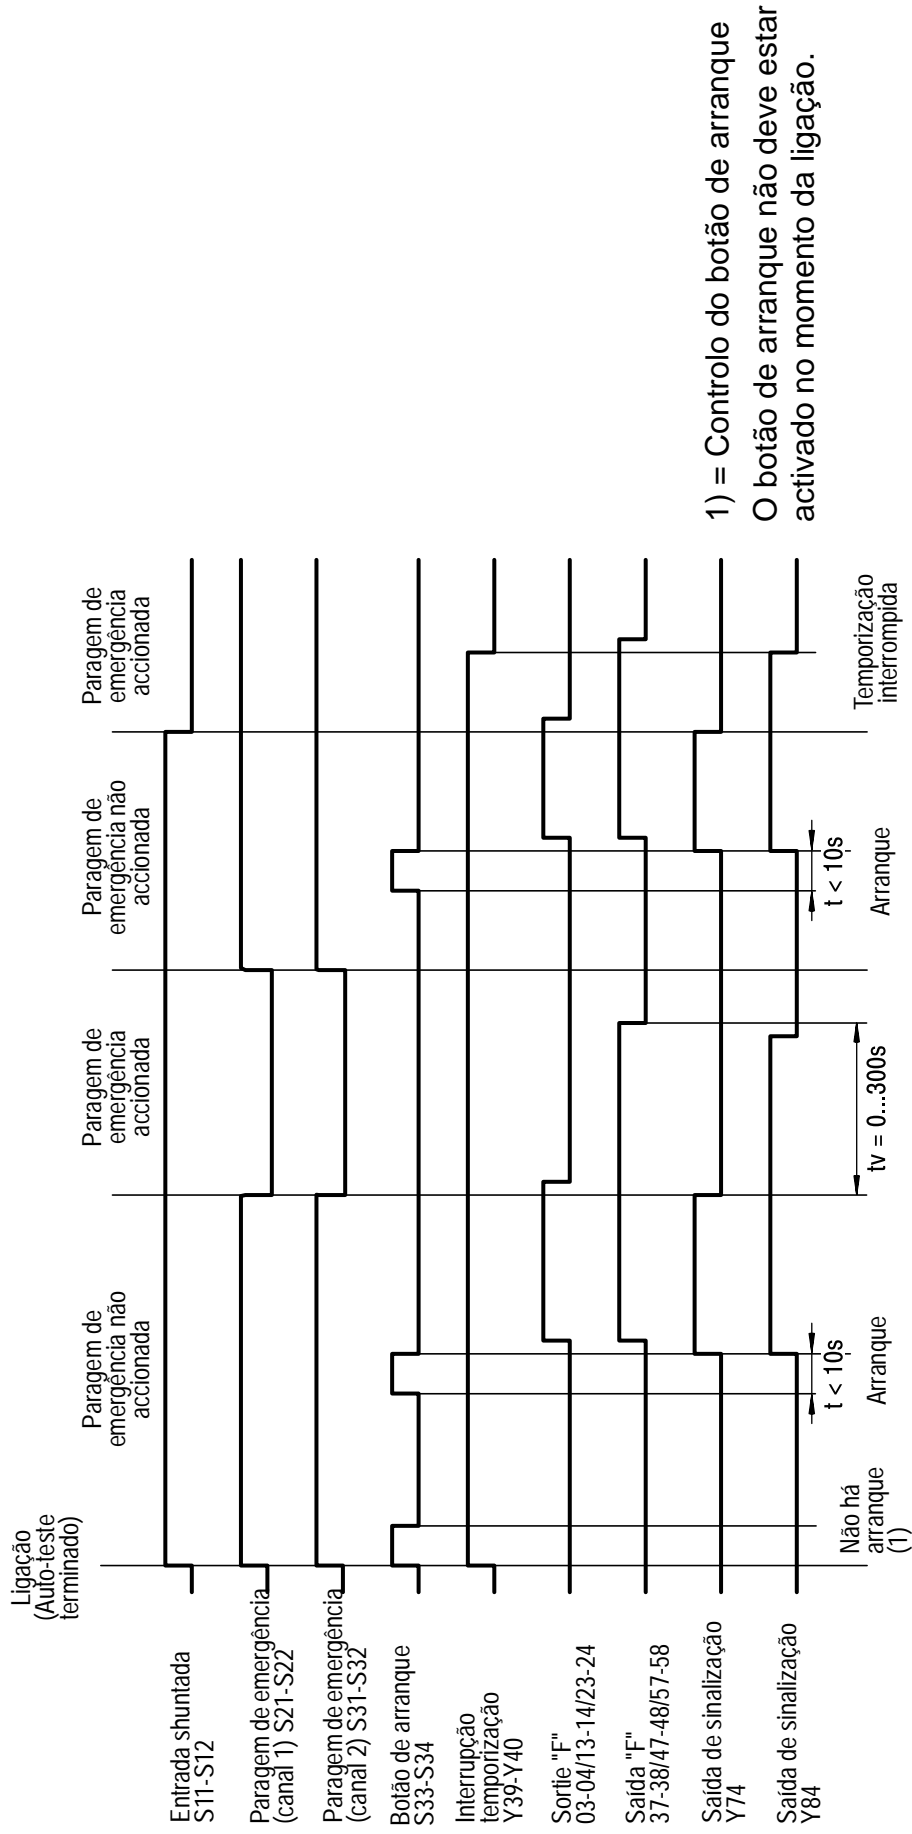 Ligação
(Auto-teste
terminado)
Paragem de
emergência não
accionada
Paragem de
emergência
accionada
Paragem de
emergência não
accionada
Paragem de
emergência
accionada
Entrada shuntada
S11-S12
Paragem de emergência
(canal 1) S21-S22
Paragem de emergência
(canal 2) S31-S32
Botão de arranque
S33-S34
Interrupção
temporização
Y39-Y40
Sortie "F"
03-04/13-14/23-24
Saída "F"
37-38/47-48/57-58
Saída de sinalização
Y74
Saída de sinalização
Y84
Não há
arranque
(1)
t < 10s
Arranque
tv = 0...300s
t < 10s
Arranque
Temporização
interrompida
1) = Controlo do botão de arranque
O botão de arranque não deve estar
activado no momento da ligação.